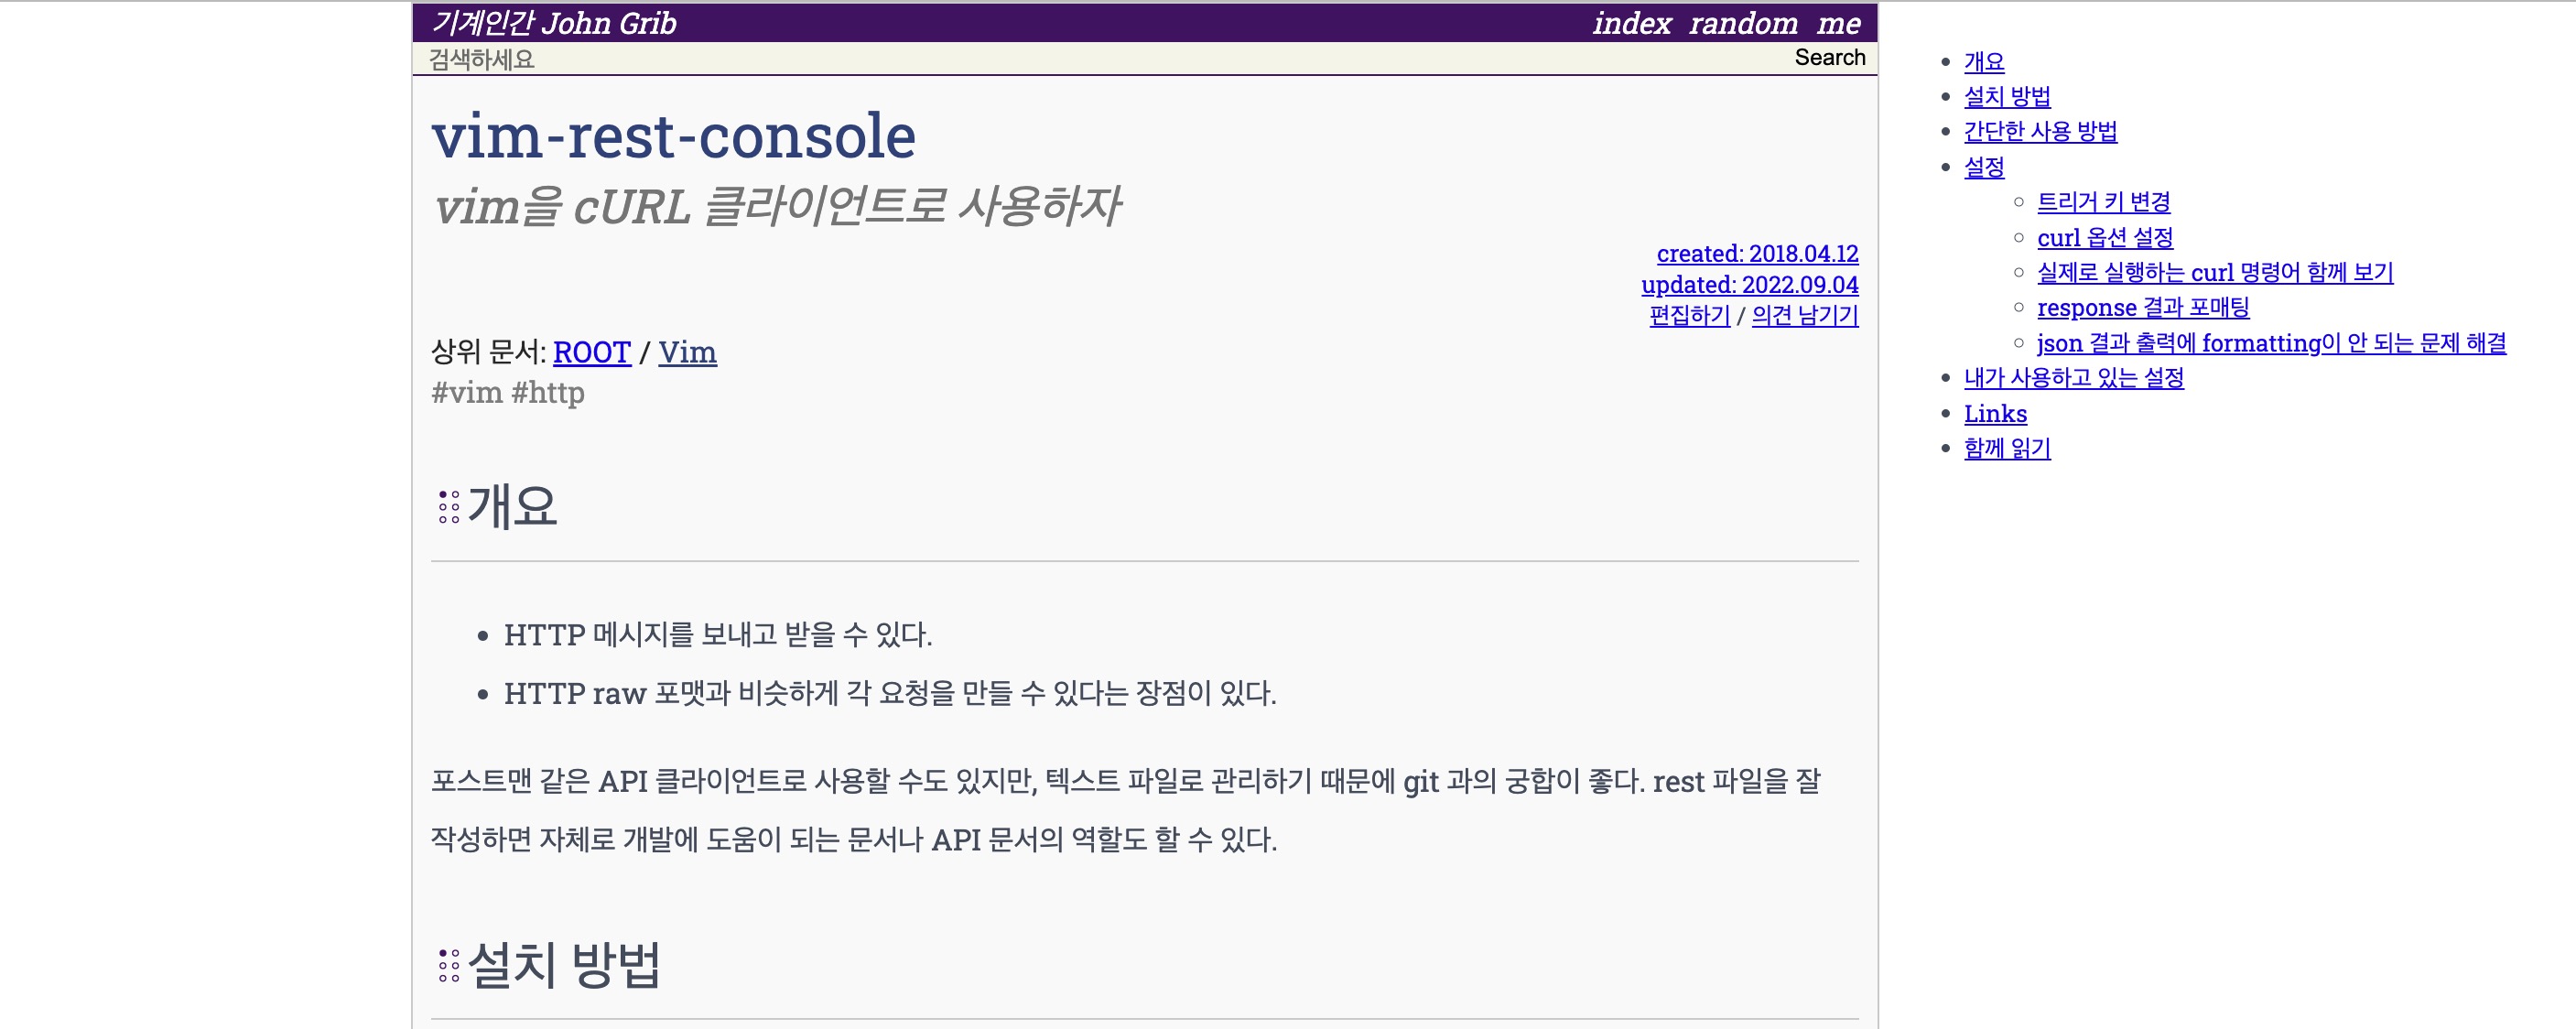 기계인간 John Grib
index random me
검색하세요
Search
vim-rest-console
vim을 cURL 클라이언트로 사용하자
created: 2018.04.12
updated: 2022.09.04
편집하기 / 의견 남기기
상위 문서: ROOT / Vim
#vim #http
개요
HTTP 메시지를 보내고 받을 수 있다.
HTTP raw 포맷과 비슷하게 각 요청을 만들 수 있다는 장점이 있다.
포스트맨 같은 API 클라이언트로 사용할 수도 있지만, 텍스트 파일로 관리하기 때문에 git 과의 궁합이 좋다. rest 파일을 잘
작성하면 자체로 개발에 도움이 되는 문서나 API 문서의 역할도 할 수 있다.
설치 방법
개요
설치 방법
간단한 사용 방법
설정
트리거 키 변경
curl 옵션 설정
실제로 실행하는 curl 명령어 함께 보기
response 결과 포매팅
json 결과 출력에 formatting이 안 되는 문제 해결
내가 사용하고 있는 설정
Links
함께 읽기